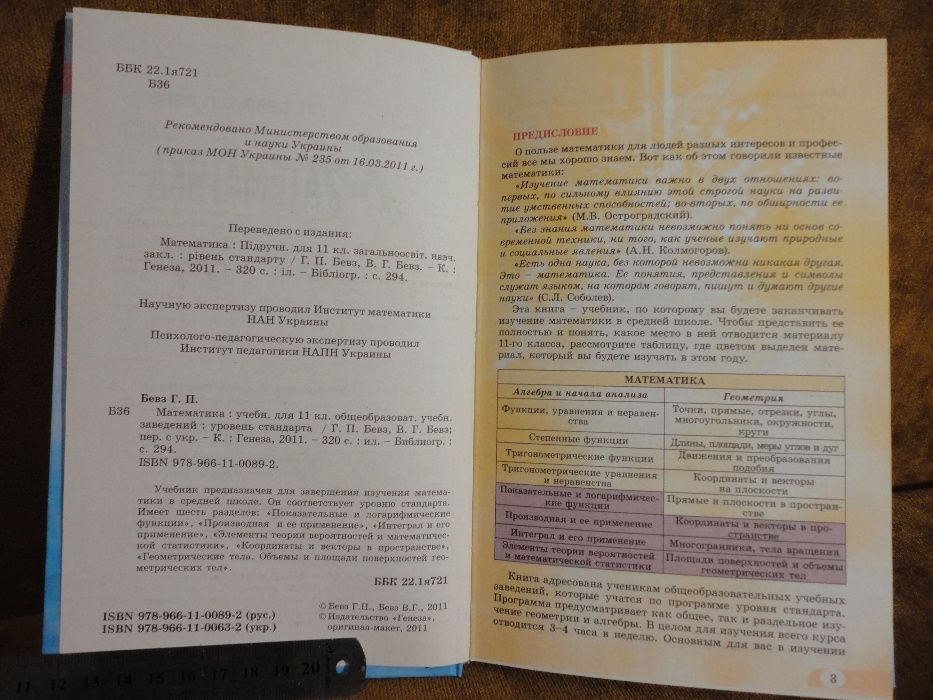 ББК 22.1я721
Б36
Рекомендовано Министерством образования
и науки Украины
(приказ МОН Украины № 235 от 16.03.2011 г.)
Переведено с издания:
Математика : Підручн. для 11 кл. загальноосвіт. навч.
закл. : рівень стандарту / Г. П. Бевз, В. Г. Бевз. – К. :
Генеза, 2011. – 320 с. : іл. – Бібліогр. : с. 294.
Научную экспертизу проводил Институт математики
НАН Украины
Психолого-педагогическую экспертизу проводил
Институт педагогики НАПН Украины
Бевз Г. П.
Б36 Математика : учебн. для 11 кл. общеобразоват. учебн.
заведений : уровень стандарта / Г. П. Бевз, В. Г. Бевз;
пер. с укр. – К. : Генеза, 2011. – 320 с. : ил. – Библиогр. :
с. 294.
ISBN 978-966-11-0089-2.
Учебник предназначен для завершения изучения матема-
тики в средней школе. Он соответствует уровню стандарта.
Имеет шесть разделов: «Показательные и логарифмические
функции», «Производная и ее применение», «Интеграл и его
применение», «Элементы теории вероятностей и математичес-
кой статистики», «Координаты и векторы в пространстве»,
«Геометрические тела. Объемы и площади поверхностей гео-
метрических тел».
ББК 22.1я721
ISBN 978-966-11-0089-2 (рус.)
ISBN 978-966-11-0063-2 (укр.)
© Бевз Г.П., Бевз В.Г., 2011
© Издательство «Генеза»,
оригинал-макет, 2011
11 12 13 14 15 16 17 18 19 20
ПРЕДИСЛОВИЕ
О пользе математики для людей разных интересов и профес-
сий все мы хорошо знаем. Вот как об этом говорили известные
математики:
«Изучение математики важно в двух отношениях: во-
первых, по сильному влиянию этой строгой науки на разви-
тие умственных способностей; во-вторых, по обширности ее
приложения» (М.В. Остроградский).
«Без знания математики невозможно понять ни основ со-
временной техники, ни того, как ученые изучают природные
и социальные явления» (А.Н. Колмогоров).
«Есть одна наука, без которой невозможна никакая другая.
Это – математика. Ее понятия, представления и символы
служат языком, на котором говорят, пишут и думают другие
науки» (С.Л. Соболев).
Эта книга – учебник, по которому вы будете заканчивать
изучение математики в средней школе. Чтобы представить ее
полностью и понять, какое место в ней отводится материалу
11-го класса, рассмотрите таблицу, где цветом выделен мате-
риал, который вы будете изучать в этом году.
МАТЕМАТИКА
Алгебра и начала анализа Геометрия
Функции, уравнения и неравен-
ства
Точки, прямые, отрезки, углы,
многоугольники, окружности,
круги
Степенные функции Длины, площади, меры углов и дуг
Тригонометрические функции
Движения и преобразования
подобия
Тригонометрические уравнения
и неравенства
Координаты и векторы
на плоскости
Показательные и логарифмичес-
кие функции
Прямые и плоскости в простран-
стве
Производная и ее применение
Координаты и векторы в про-
странстве
Интеграл и его применение Многогранники, тела вращения
Элементы теории вероятностей
и математической статистики
Площади поверхностей и объемы
геометрических тел
Книга адресована ученикам общеобразовательных учебных
заведений, которые учатся по программе уровня стандарта.
Программа предусматривает как общее, так и раздельное изу-
чение геометрии и алгебры. В целом для изучения всего курса
отводится 3–4 часа в неделю. Основным для вас в изучении
3